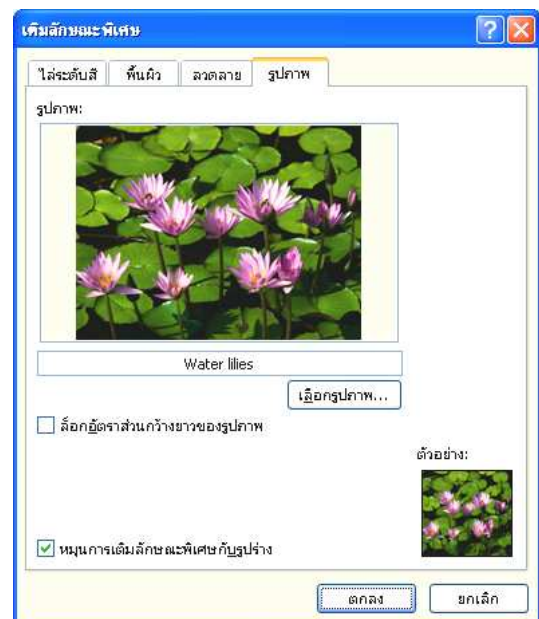 เติมลักษณะพิเศษ
ไล่ระดับสี พื้นผิว ลวดลาย รูปภาพ
รูปภาพ:
Water lilies
เลือกรูปภาพ...
ล็อกอัตราส่วนกว้างยาวของรูปภาพ
ตัวอย่าง:
หมุนการเติมลักษณะพิเศษกับรูปร่าง
ตกลง ยกเลิก